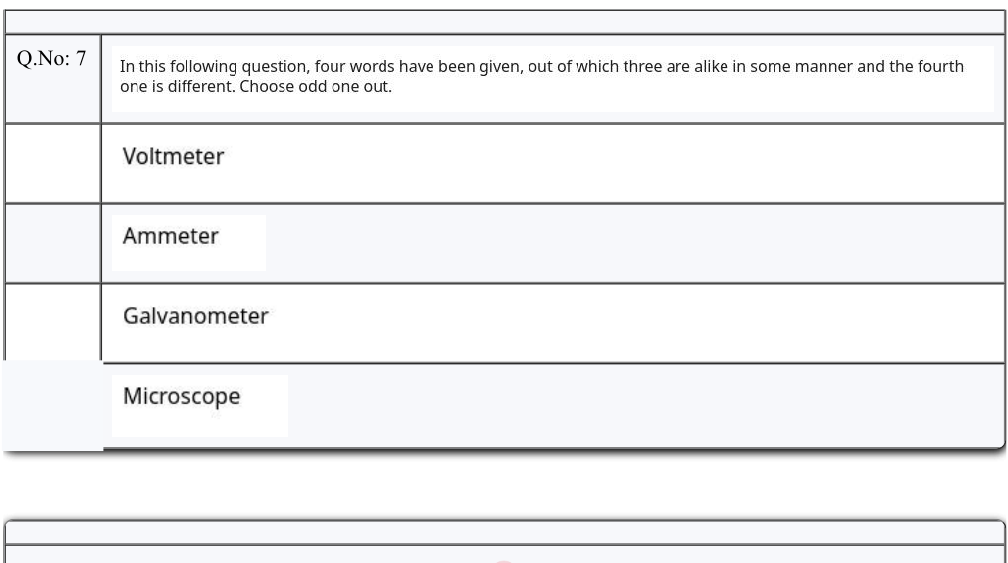 Q.No: 7
In this following question, four words have been given, out of which three are alike in some manner and the fourth
one is different. Choose odd one out.
Voltmeter
Ammeter
Galvanometer
Microscope